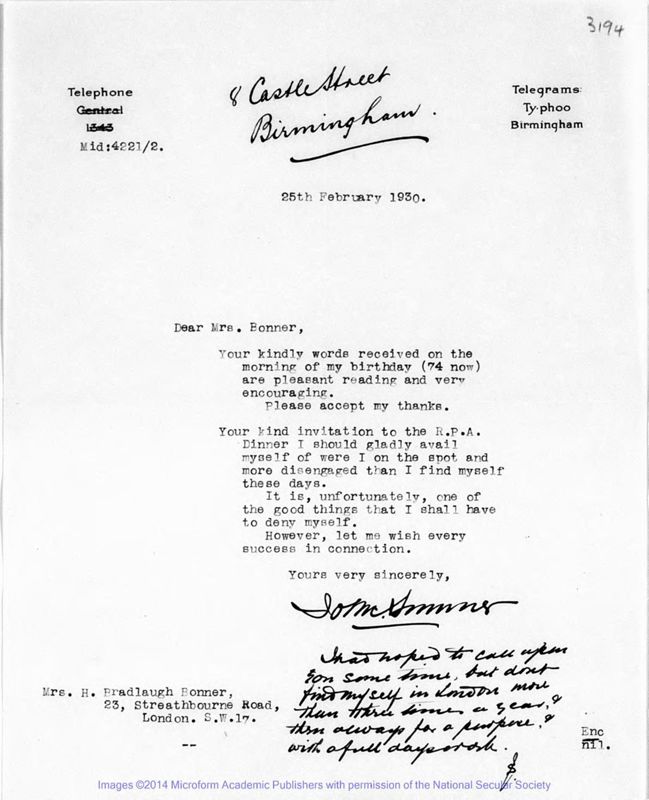 3194
Telephone
Central
1343
Mid:4221/2.
8 Castle Street
Birmingham.
Telegrams:
Ty-phoo
Birmingham
25th February 1930.
Dear Mrs. Bonner,
Your kindly words received on the
morning of my birthday (74 now)
are pleasant reading and very
encouraging.
Please accept my thanks.
Your kind invitation to the R.P.A.
Dinner I should gladly avail
myself of were I on the spot and
more disengaged than I find myself
these days.
It is, unfortunately, one of
the good things that I shall have
to deny myself.
However, let me wish every
success in connection.
Yours very sincerely,
Sumner
I had hoped to call upon
you some time, but dont
find myself in London more
than three times a year, &
then always for a purpose, &
with a full days work.
Mrs. H. Bradlaugh Bonner,
23, Streathbourne Road,
London. S.W.17.
--
Enc
nil.
Images ©2014 Microform Academic Publishers with permission of the National Secular Society